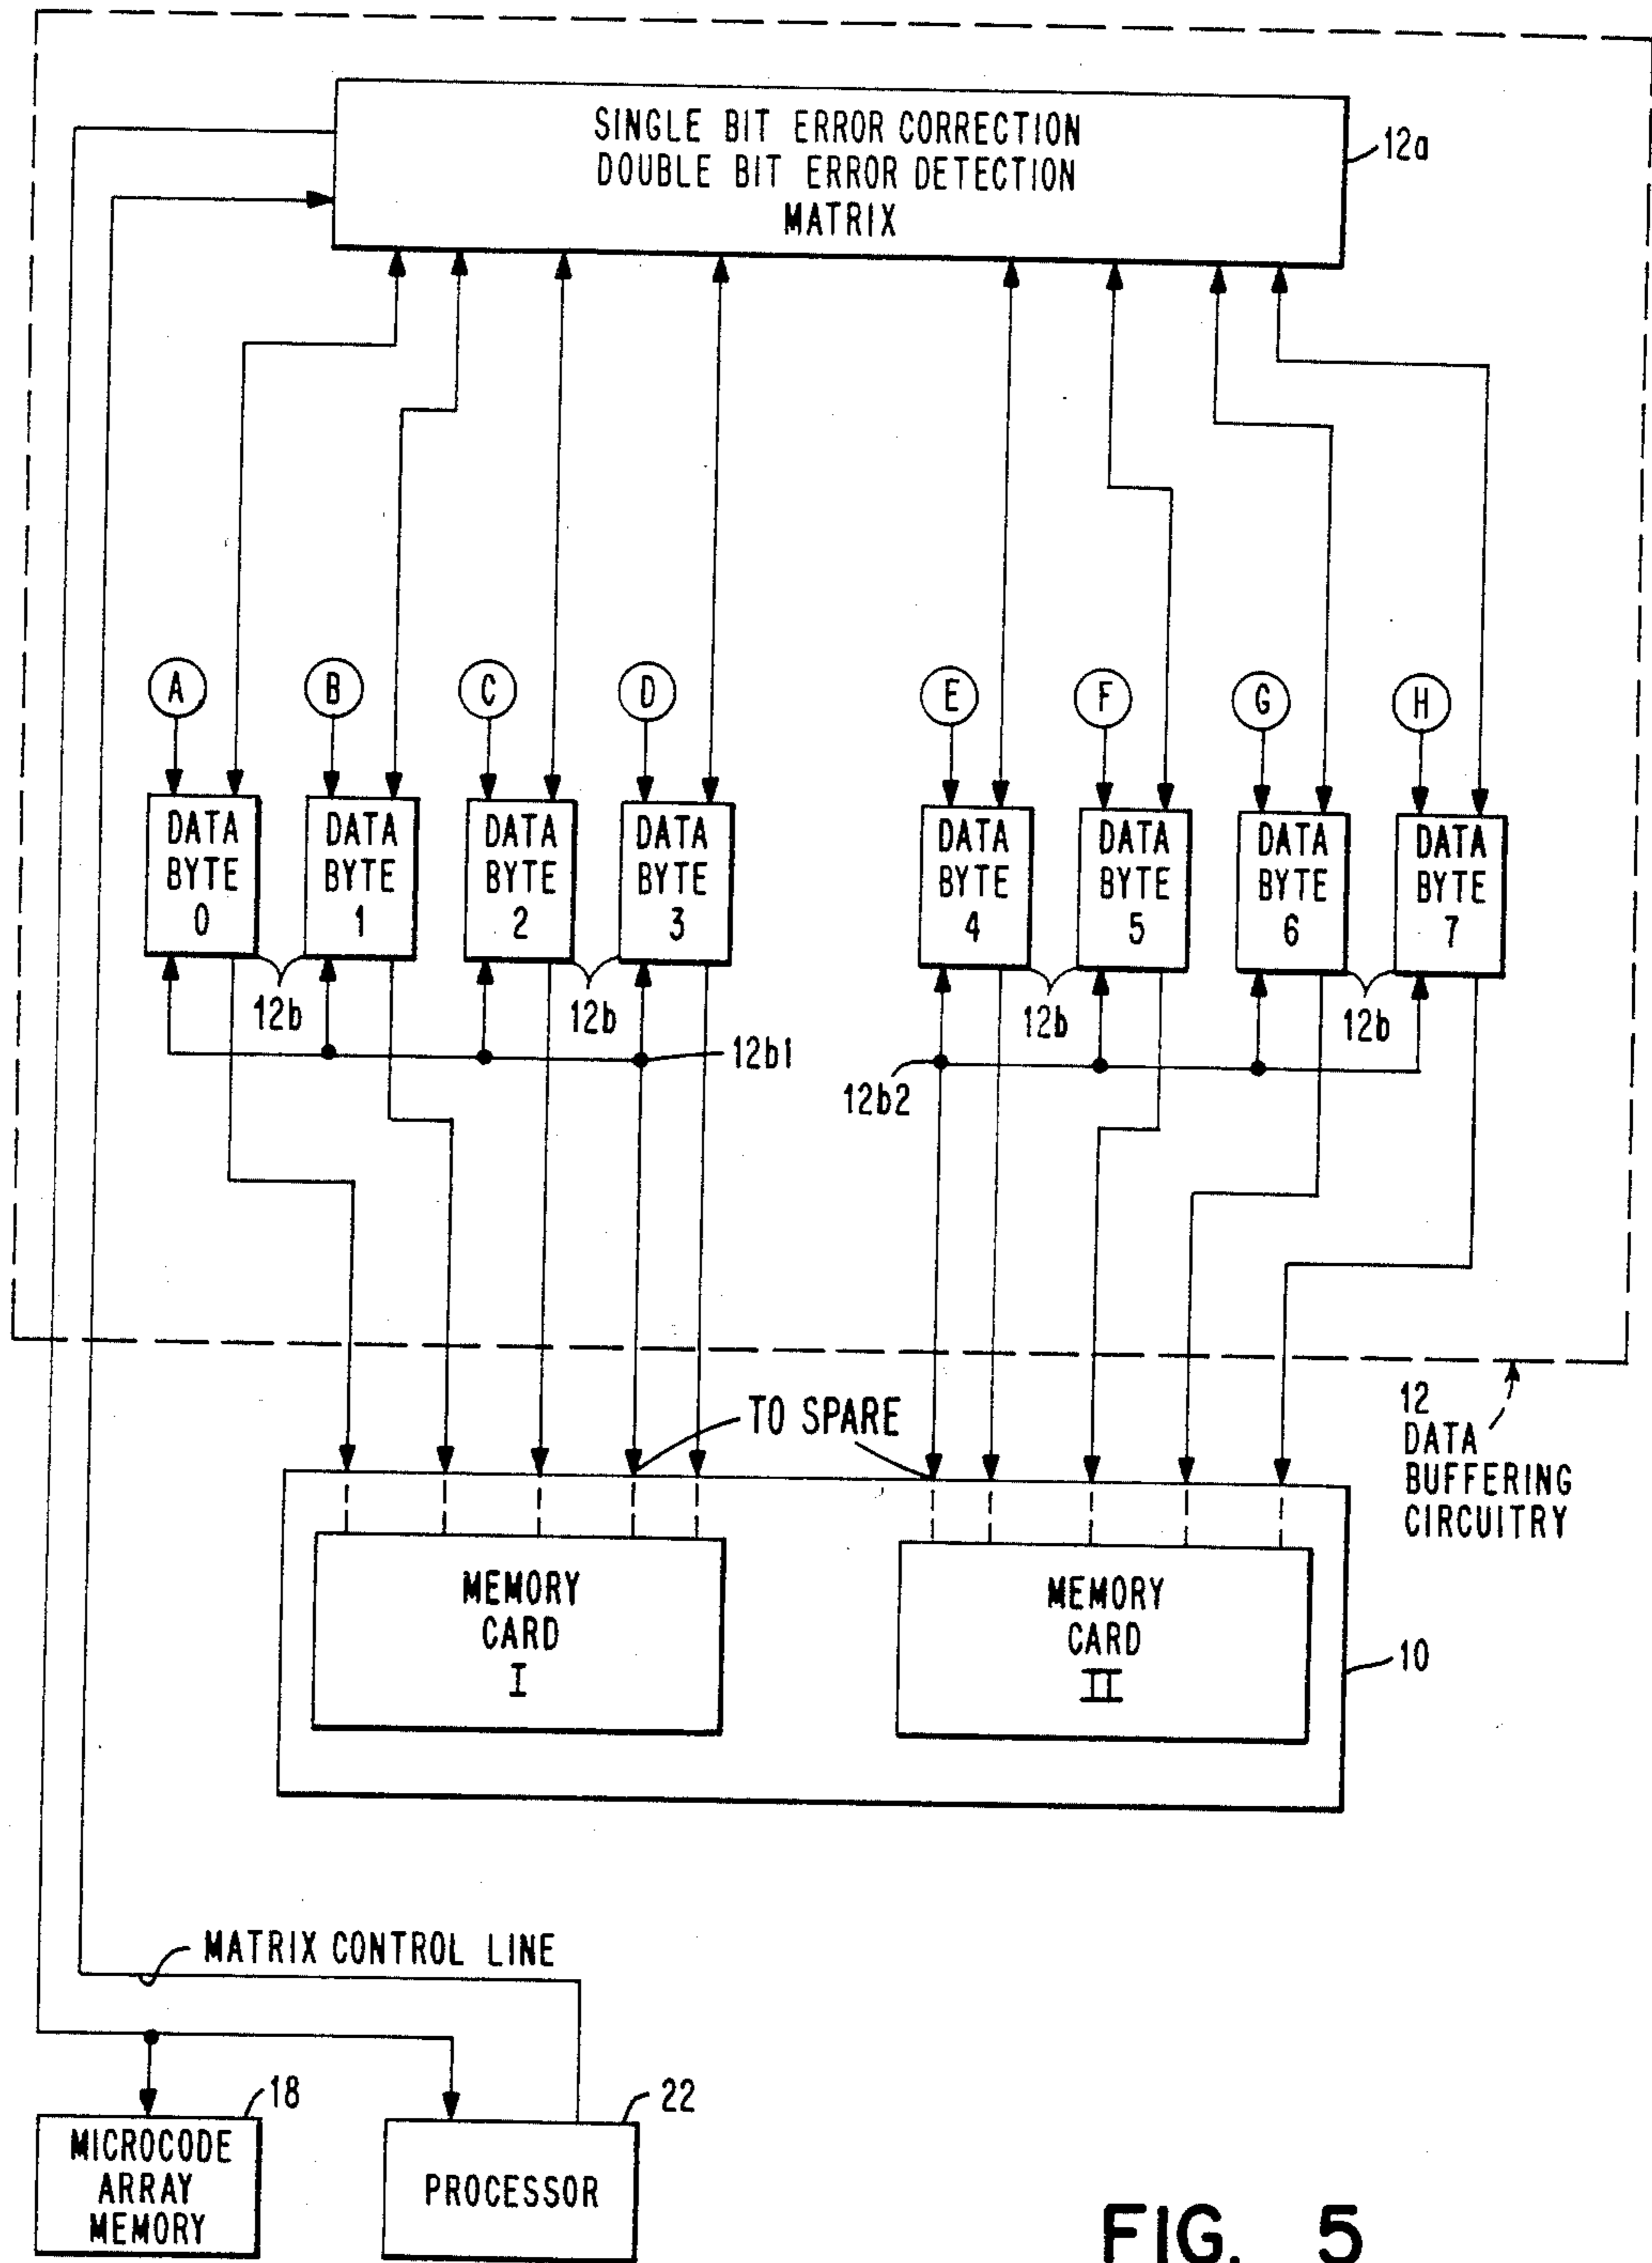 SINGLE BIT ERROR CORRECTION
DOUBLE BIT ERROR DETECTION
MATRIX
12a
A
B
C
D
E
F
G
H
DATA
BYTE
0
DATA
BYTE
1
DATA
BYTE
2
DATA
BYTE
3
DATA
BYTE
4
DATA
BYTE
5
DATA
BYTE
6
DATA
BYTE
7
12b
12b
12b
12b
12b1
12b2
TO SPARE
12
DATA
BUFFERING
CIRCUITRY
MEMORY
CARD
I
MEMORY
CARD
II
10
MATRIX CONTROL LINE
18
22
MICROCODE
ARRAY
MEMORY
PROCESSOR
FIG. 5